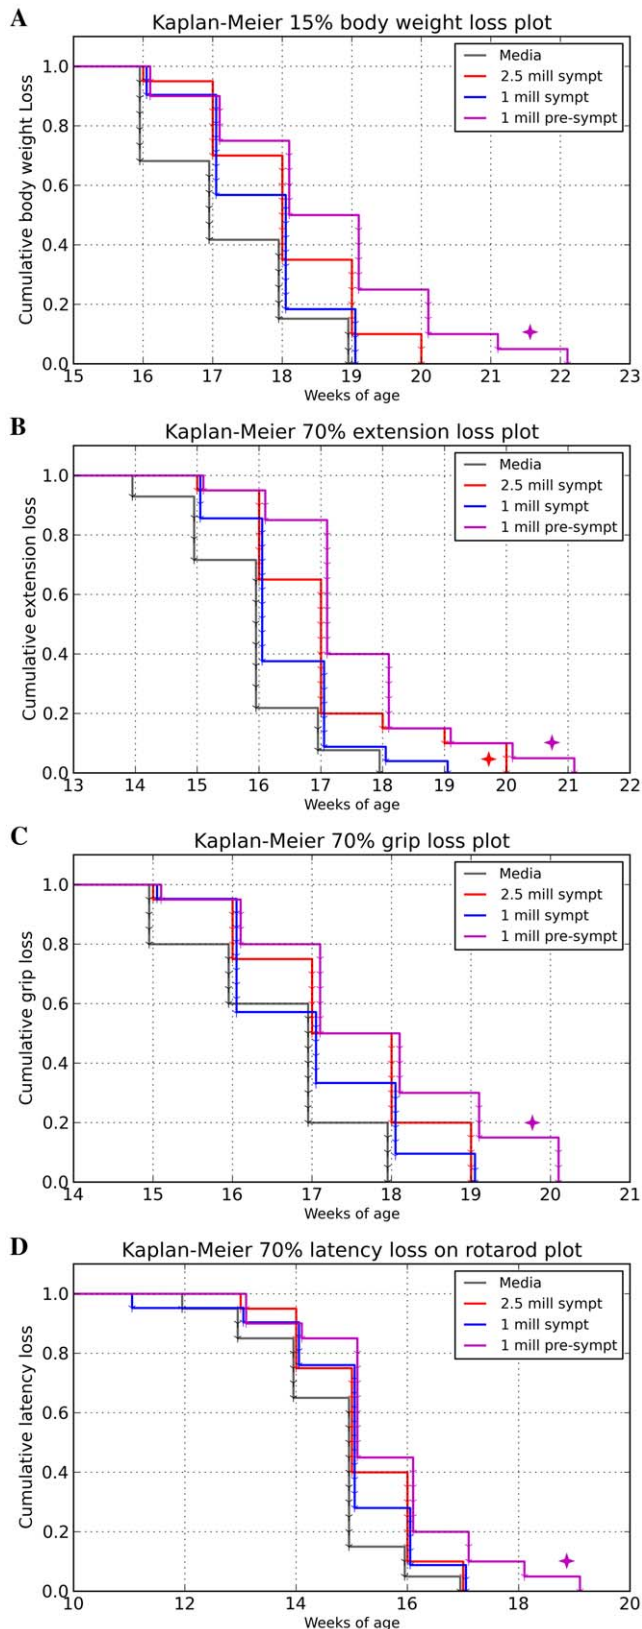 A
Kaplan-Meier 15% body weight loss plot
Cumulative body weight Loss
1.0
0.8
0.6
0.4
0.2
0.0
Media
2.5 mill sympt
1 mill sympt
1 mill pre-sympt
15 16 17 18 19 20 21 22 23
Weeks of age
B
Kaplan-Meier 70% extension loss plot
Cumulative extension loss
1.0
0.8
0.6
0.4
0.2
0.0
Media
2.5 mill sympt
1 mill sympt
1 mill pre-sympt
13 14 15 16 17 18 19 20 21 22
Weeks of age
C
Kaplan-Meier 70% grip loss plot
Cumulative grip loss
1.0
0.8
0.6
0.4
0.2
0.0
Media
2.5 mill sympt
1 mill sympt
1 mill pre-sympt
14 15 16 17 18 19 20 21
Weeks of age
D
Kaplan-Meier 70% latency loss on rotarod plot
Cumulative latency loss
1.0
0.8
0.6
0.4
0.2
0.0
Media
2.5 mill sympt
1 mill sympt
1 mill pre-sympt
10 12 14 16 18 20
Weeks of age